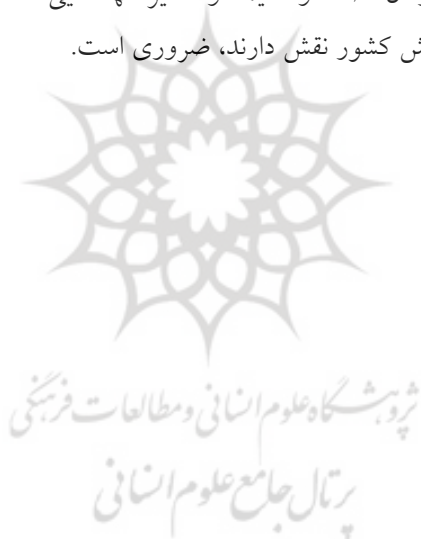 ش کشور نقش دارند، ضروری است.
پژوهشگاه علوم انسانی و مطالعات فرهنگی
پرتال جامع علوم انسانی